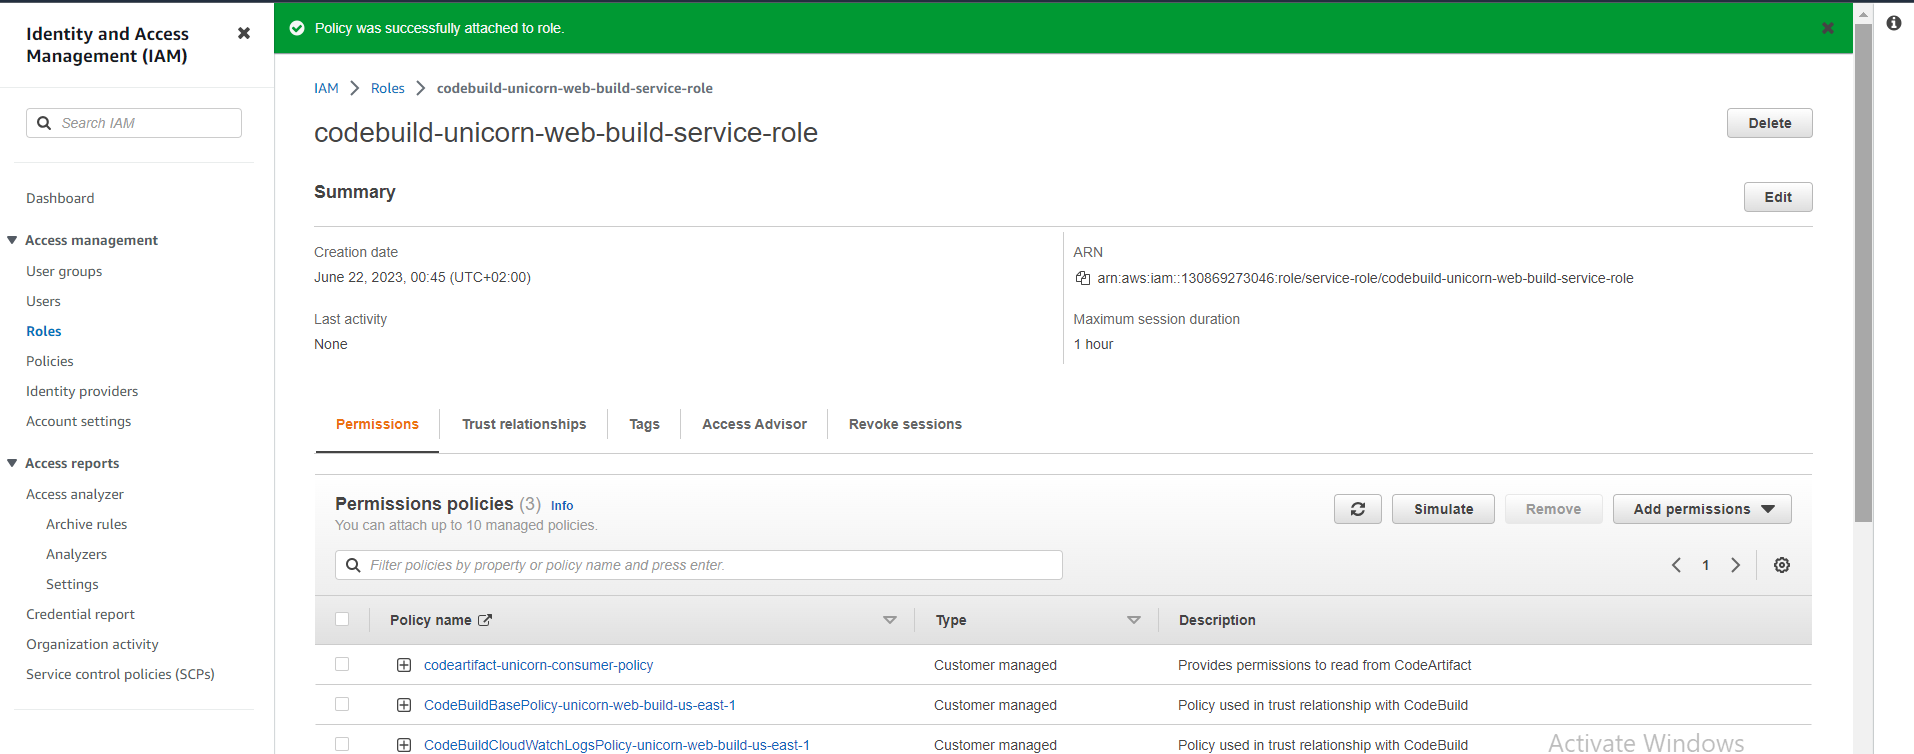 Identity and Access
Management (IAM)
Policy was successfully attached to role.
IAM
Roles
codebuild-unicorn-web-build-service-role
Search IAM
codebuild-unicorn-web-build-service-role
Delete
Summary
Edit
Dashboard
Access management
User groups
Users
Roles
Policies
Identity providers
Account settings
Access reports
Access analyzer
Archive rules
Analyzers
Settings
Credential report
Organization activity
Service control policies (SCPs)
Creation date
June 22, 2023, 00:45 (UTC+02:00)
ARN
arn:aws:iam::130869273046:role/service-role/codebuild-unicorn-web-build-service-role
Last activity
None
Maximum session duration
1 hour
Permissions
Trust relationships
Tags
Access Advisor
Revoke sessions
Permissions policies (3) Info
You can attach up to 10 managed policies.
Simulate
Remove
Add permissions
Filter policies by property or policy name and press enter.
1
Policy name
Type
Description
codeartifact-unicorn-consumer-policy
Customer managed
Provides permissions to read from CodeArtifact
CodeBuildBasePolicy-unicorn-web-build-us-east-1
Customer managed
Policy used in trust relationship with CodeBuild
CodeBuildCloudWatchLogsPolicy-unicorn-web-build-us-east-1
Customer managed
Policy used in trust relationship with CodeBuild
Activate Windows